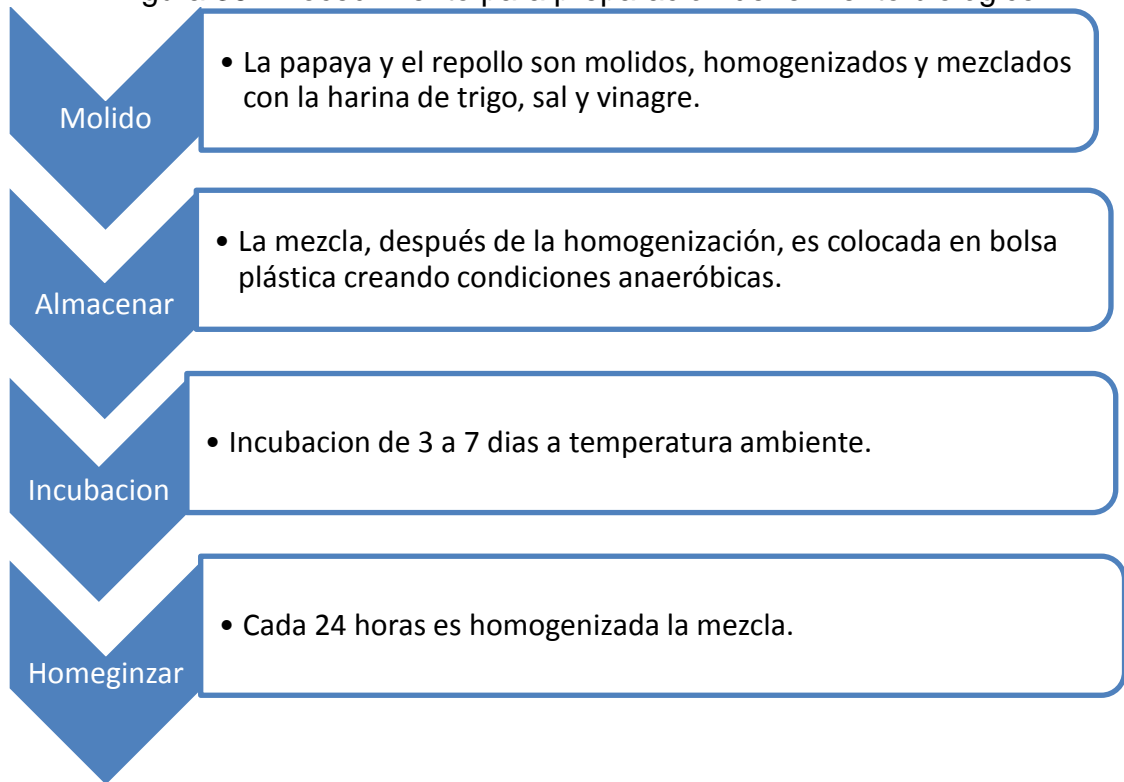 para preparación
Molido
• La papaya y el repollo son molidos, homogenizados y mezclados
con la harina de trigo, sal y vinagre.
Almacenar
• La mezcla, después de la homogenización, es colocada en bolsa
plástica creando condiciones anaeróbicas.
Incubacion
• Incubacion de 3 a 7 dias a temperatura ambiente.
Homeginzar
• Cada 24 horas es homogenizada la mezcla.